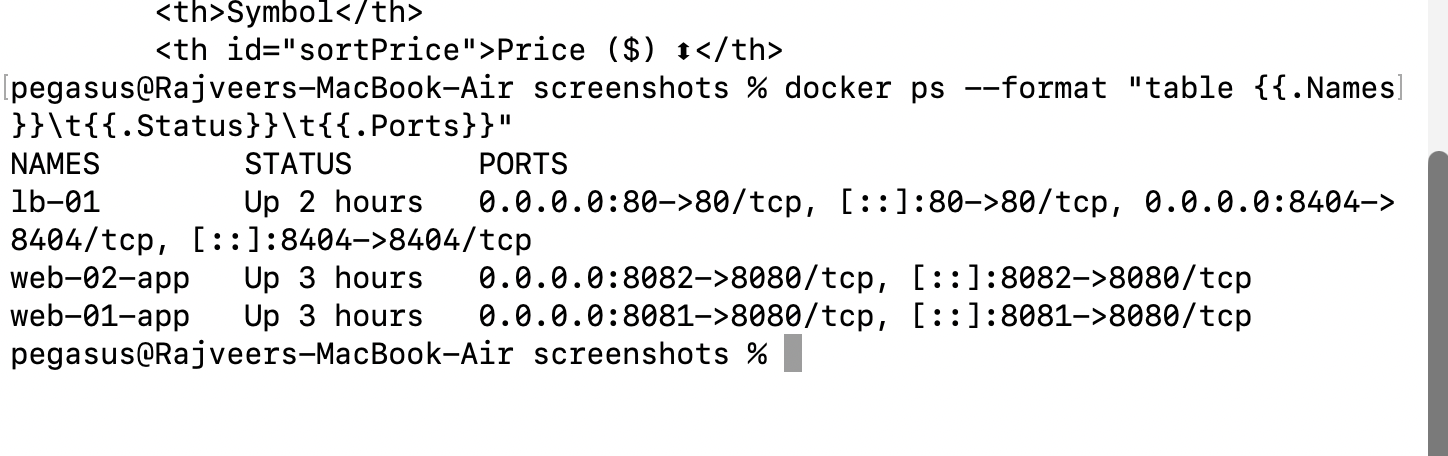 <th>Symbol</th>
<th id="sortPrice">Price ($) ⬍</th>
[pegasus@Rajveers-MacBook-Air screenshots % docker ps --format "table {{.Names]
}}\t{{.Status}}\t{{.Ports}}"
NAMES        STATUS       PORTS
lb-01        Up 2 hours   0.0.0.0:80->80/tcp, [::]:80->80/tcp, 0.0.0.0:8404->
8404/tcp, [::]:8404->8404/tcp
web-02-app   Up 3 hours   0.0.0.0:8082->8080/tcp, [::]:8082->8080/tcp
web-01-app   Up 3 hours   0.0.0.0:8081->8080/tcp, [::]:8081->8080/tcp
pegasus@Rajveers-MacBook-Air screenshots %